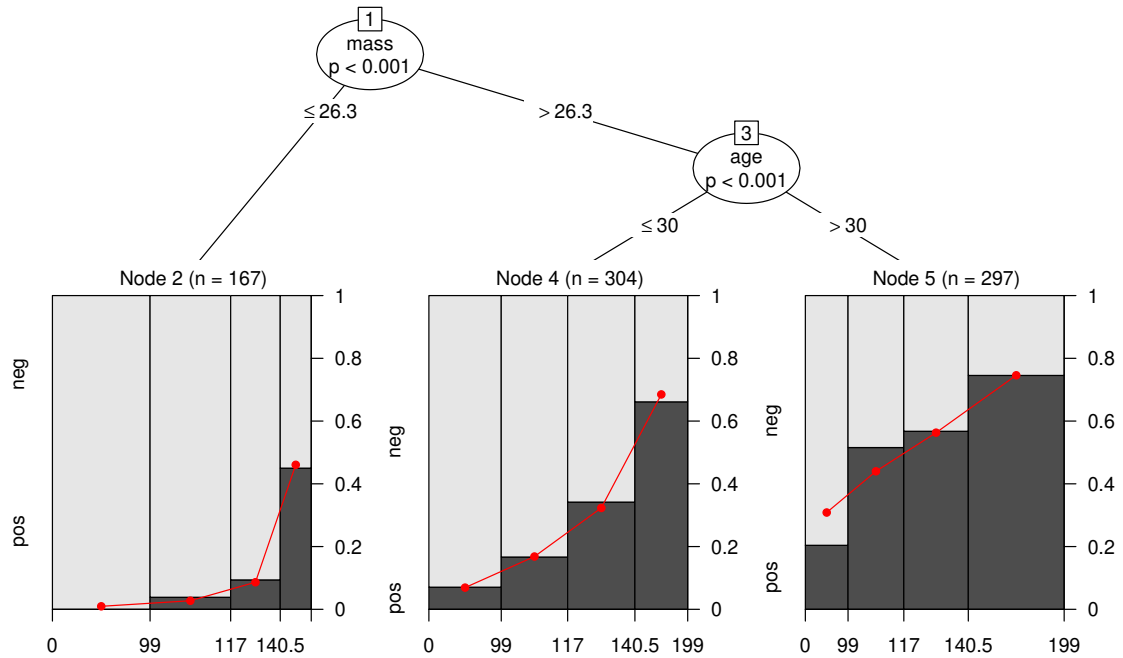 1
mass
p < 0.001
≤ 26.3
> 26.3
3
age
p < 0.001
≤ 30
> 30
Node 2 (n = 167)
pos
neg
0
99
117
140.5
0
0.2
0.4
0.6
0.8
1
Node 4 (n = 304)
pos
neg
0
99
117
140.5
199
0
0.2
0.4
0.6
0.8
1
Node 5 (n = 297)
pos
neg
0
99
117
140.5
199
0
0.2
0.4
0.6
0.8
1